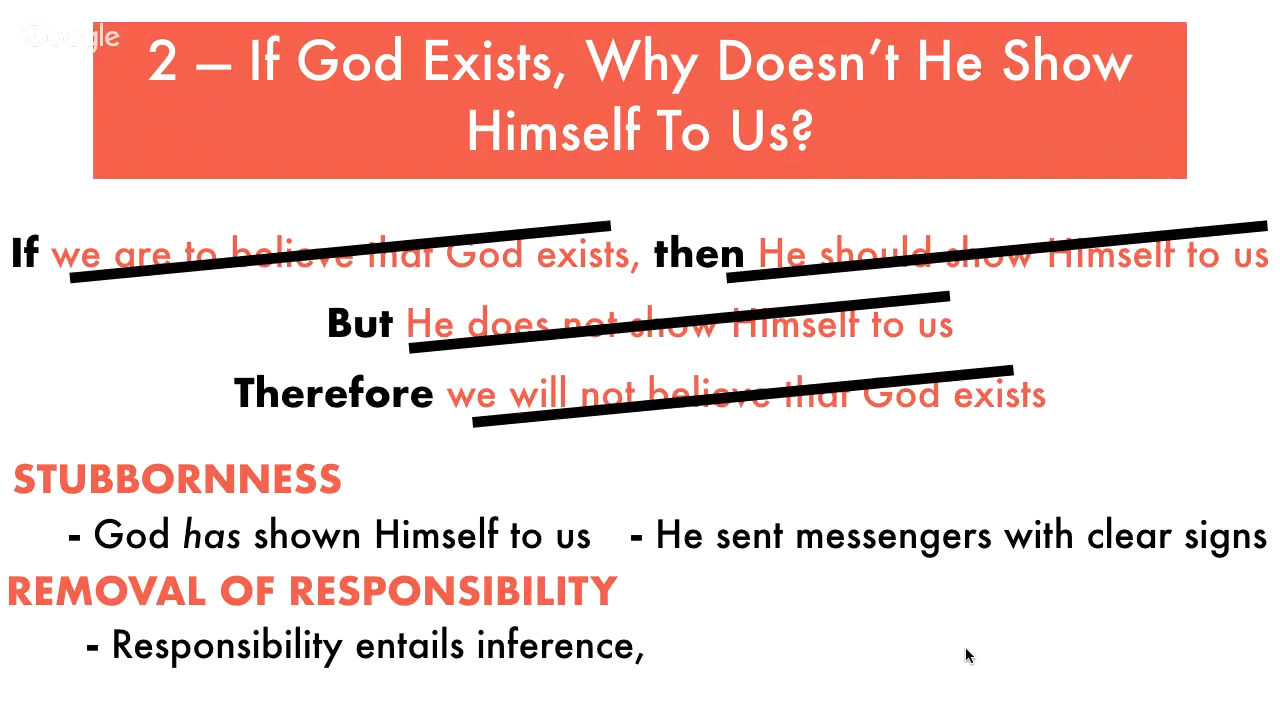 Google
2 — If God Exists, Why Doesn’t He Show
Himself To Us?
If we are to believe that God exists, then He should show Himself to us
But He does not show Himself to us
Therefore we will not believe that God exists
STUBBORNNESS
- God has shown Himself to us - He sent messengers with clear signs
REMOVAL OF RESPONSIBILITY
- Responsibility entails inference,